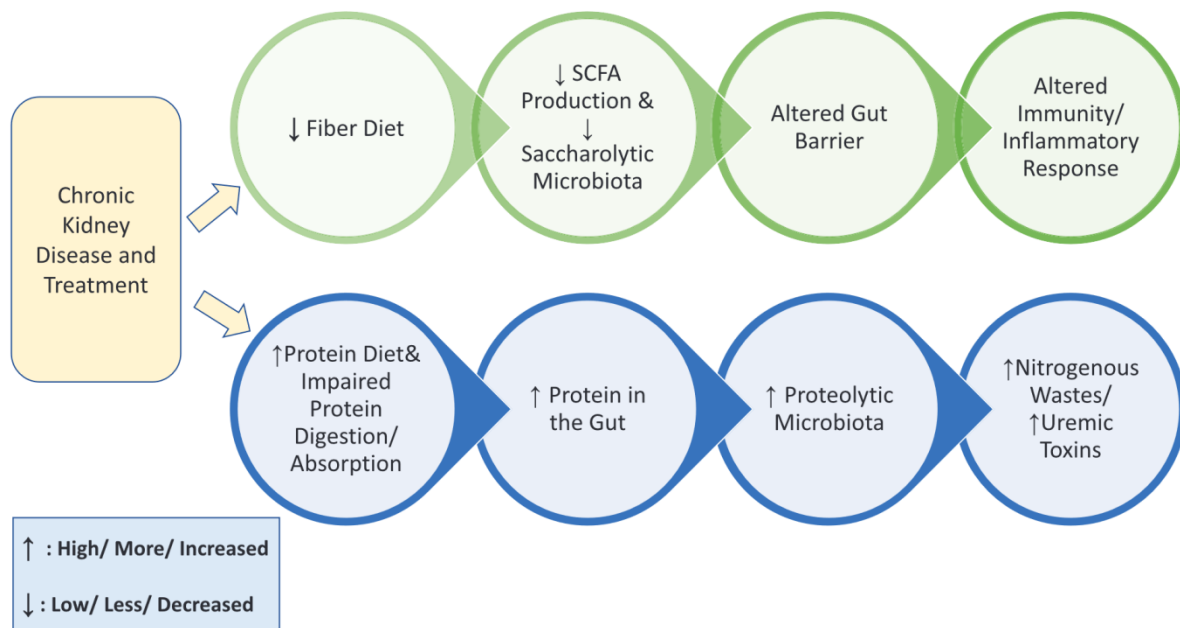 Chronic
Kidney
Disease and
Treatment
↓ Fiber Diet
↓ SCFA
Production &
↓
Saccharolytic
Microbiota
Altered Gut
Barrier
Altered
Immunity/
Inflammatory
Response
↑Protein Diet&
Impaired
Protein
Digestion/
Absorption
↑ Protein in
the Gut
↑ Proteolytic
Microbiota
↑Nitrogenous
Wastes/
↑Uremic
Toxins
↑ : High/ More/ Increased
↓ : Low/ Less/ Decreased